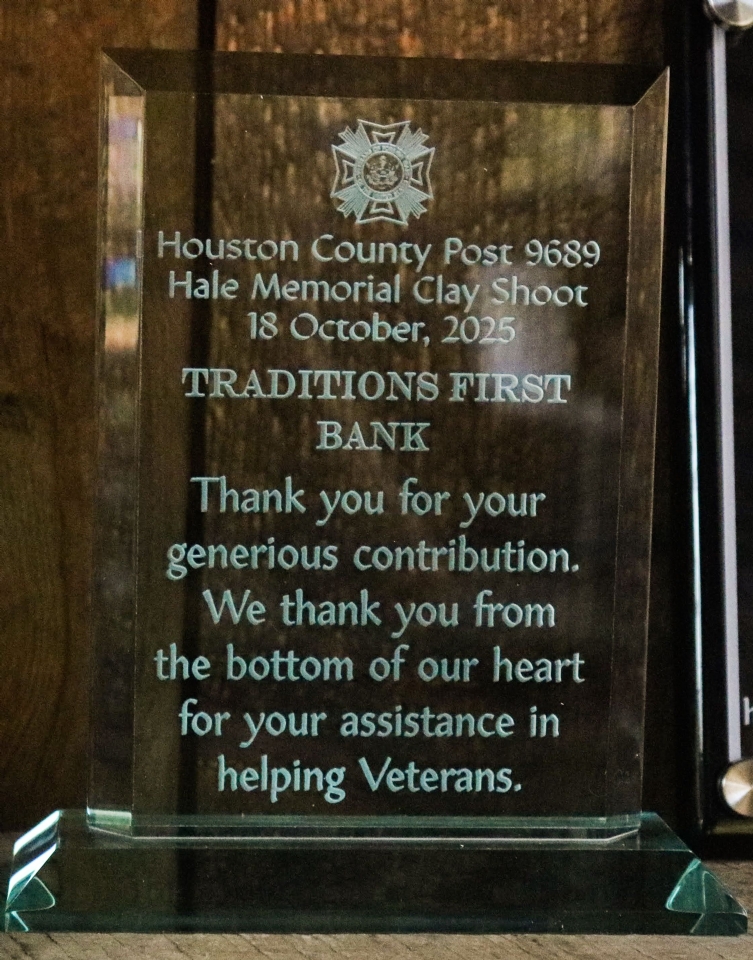 Houston County Post 9689
Hale Memorial Clay Shoot
18 October, 2025
TRADITIONS FIRST
BANK
Thank you for your
generious contribution.
We thank you from
the bottom of our heart
for your assistance in
helping Veterans.